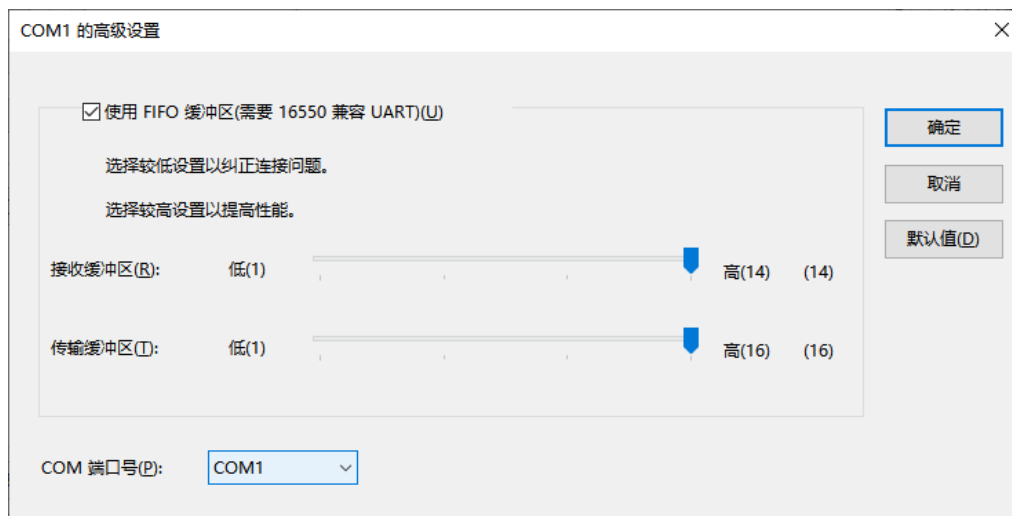 COM1 的高级设置
使用 FIFO 缓冲区(需要 16550 兼容 UART)(U)
确定
选择较低设置以纠正连接问题。
取消
选择较高设置以提高性能。
默认值(D)
接收缓冲区(R): 低(1) 高(14) (14)
传输缓冲区(T): 低(1) 高(16) (16)
COM 端口号(P): COM1